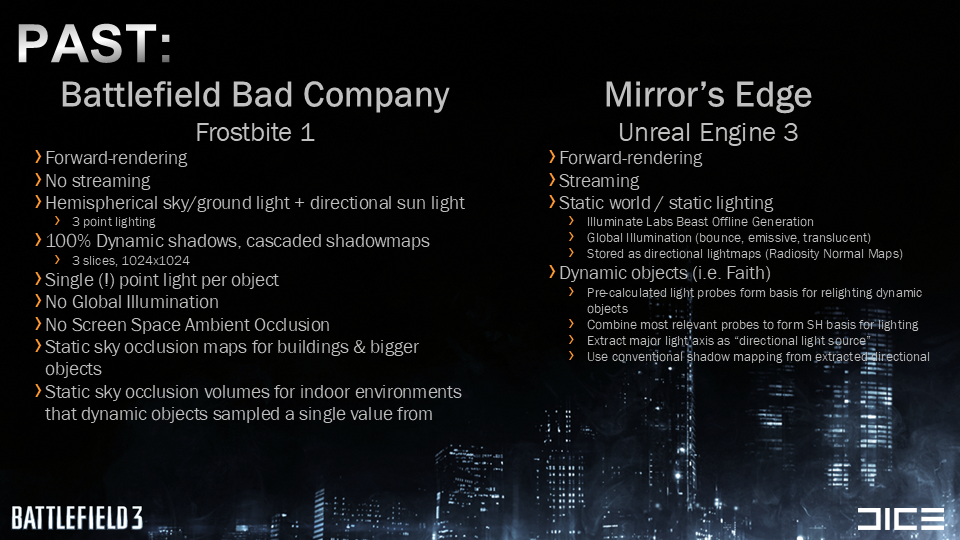 PAST:
Battlefield Bad Company
Frostbite 1
› Forward-rendering
› No streaming
› Hemispherical sky/ground light + directional sun light
› 3 point lighting
› 100% Dynamic shadows, cascaded shadowmaps
› 3 slices, 1024x1024
› Single (!) point light per object
› No Global Illumination
› No Screen Space Ambient Occlusion
› Static sky occlusion maps for buildings & bigger
objects
› Static sky occlusion volumes for indoor environments
that dynamic objects sampled a single value from
Mirror’s Edge
Unreal Engine 3
› Forward-rendering
› Streaming
› Static world / static lighting
› Illuminate Labs Beast Offline Generation
› Global Illumination (bounce, emissive, translucent)
› Stored as directional lightmaps (Radiosity Normal Maps)
› Dynamic objects (i.e. Faith)
› Pre-calculated light probes form basis for relighting dynamic
objects
› Combine most relevant probes to form SH basis for lighting
› Extract major light axis as “directional light source”
› Use conventional shadow mapping from extracted directional
BATTLEFIELD 3
DICE